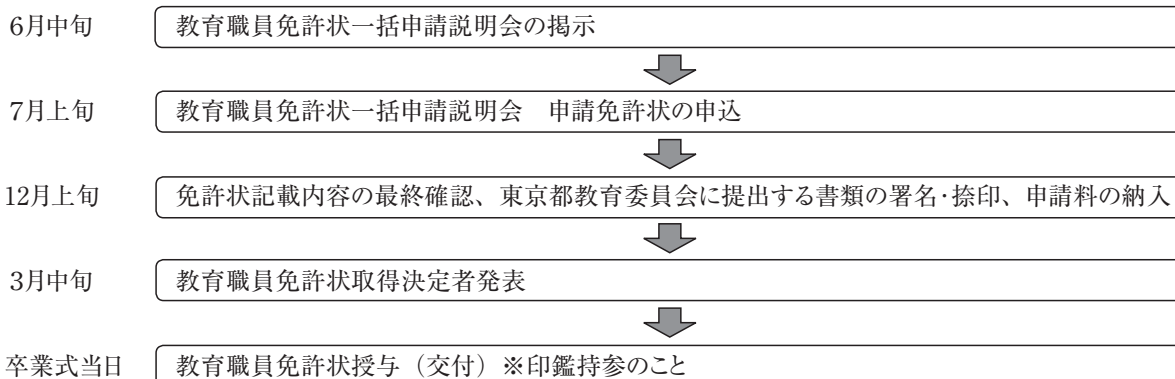 6月中旬 教育職員免許状一括申請説明会の掲示
7月上旬 教育職員免許状一括申請説明会　申請免許状の申込
12月上旬 免許状記載内容の最終確認、東京都教育委員会に提出する書類の署名・捺印、申請料の納入
3月中旬 教育職員免許状取得決定者発表
卒業式当日 教育職員免許状授与（交付）※印鑑持参のこと